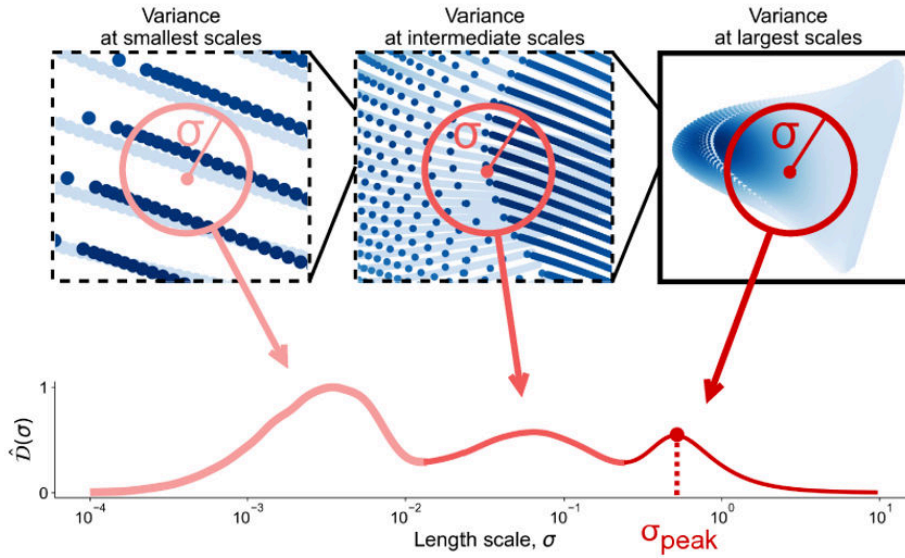 Variance
at smallest scales
Variance
at intermediate scales
Variance
at largest scales
σ
σ
σ
1
0
𝒟̂(σ)
10⁻⁴
10⁻³
10⁻²
10⁻¹
10⁰
10¹
Length scale, σ
σpeak